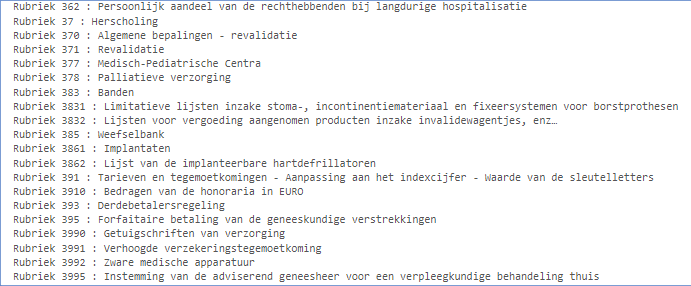 Rubriek 362 : Persoonlijk aandeel van de rechthebbenden bij langdurige hospitalisatie
Rubriek 37 : Herscholing
Rubriek 370 : Algemene bepalingen - revalidatie
Rubriek 371 : Revalidatie
Rubriek 377 : Medisch-Pediatrische Centra
Rubriek 378 : Palliatieve verzorging
Rubriek 383 : Banden
Rubriek 3831 : Limitatieve lijsten inzake stoma-, incontinentiemateriaal en fixeersystemen voor borstprothesen
Rubriek 3832 : Lijsten voor vergoeding aangenomen producten inzake invalidewagentjes, enz…
Rubriek 385 : Weefselbank
Rubriek 3861 : Implantaten
Rubriek 3862 : Lijst van de implanteerbare hartdefrillatoren
Rubriek 391 : Tarieven en tegemoetkomingen - Aanpassing aan het indexcijfer - Waarde van de sleutelletters
Rubriek 3910 : Bedragen van de honoraria in EURO
Rubriek 393 : Derdebetalersregeling
Rubriek 395 : Forfaitaire betaling van de geneeskundige verstrekkingen
Rubriek 3990 : Getuigschriften van verzorging
Rubriek 3991 : Verhoogde verzekeringstegemoetkoming
Rubriek 3992 : Zware medische apparatuur
Rubriek 3995 : Instemming van de adviserend geneesheer voor een verpleegkundige behandeling thuis